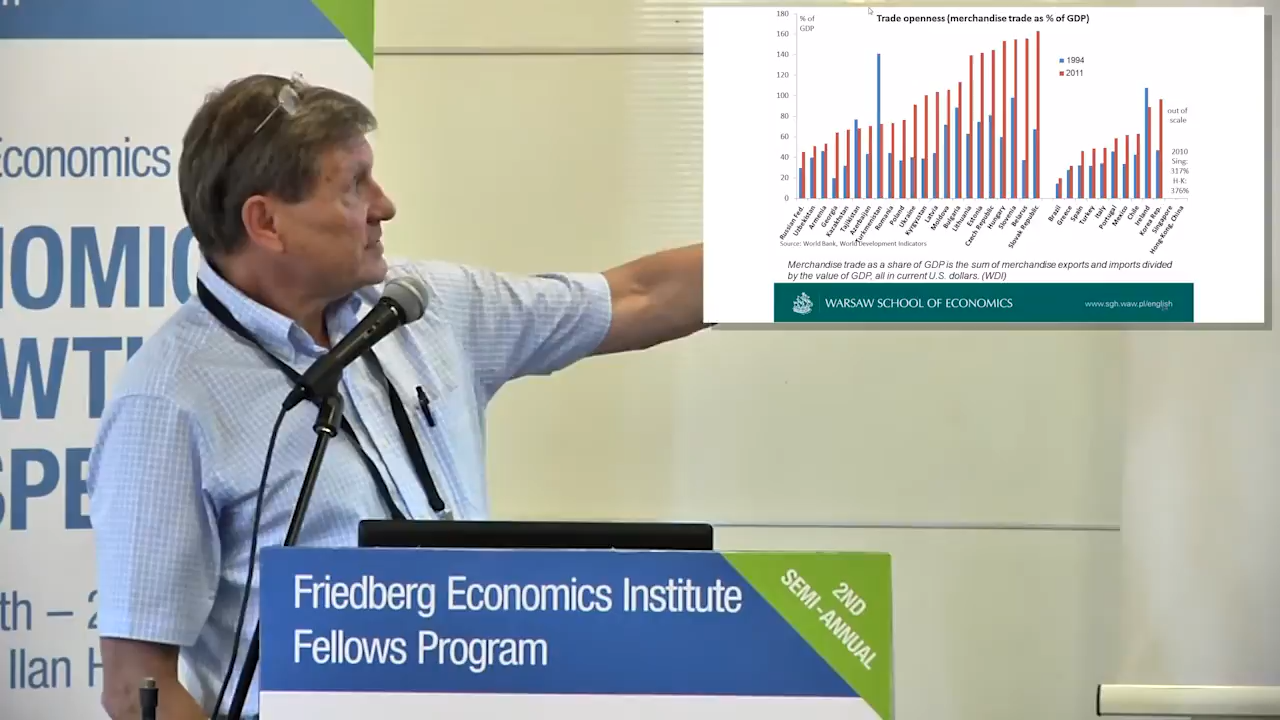 Economics
NOMIC
WTH
SPE
th – 2
Ilan H
Trade openness (merchandise trade as % of GDP)
% of
GDP
180
160
140
120
100
80
60
40
20
0
1994
2011
out of
scale
2010
Sing:
317%
H-K:
376%
Russian Fed.
Uzbekistan
Armenia
Georgia
Kazakhstan
Tajikistan
Azerbaijan
Turkmenistan
Romania
Poland
Ukraine
Kyrgyzstan
Latvia
Moldova
Bulgaria
Lithuania
Estonia
Czech Republic
Hungary
Slovenia
Belarus
Slovak Republic
Brazil
Greece
Spain
Turkey
Italy
Portugal
Mexico
Chile
Ireland
Korea Rep.
Singapore
Hong Kong, China
Source: World Bank, World Development Indicators
Merchandise trade as a share of GDP is the sum of merchandise exports and imports divided
by the value of GDP, all in current U.S. dollars. (WDI)
WARSAW SCHOOL OF ECONOMICS
www.sgh.waw.pl/english
Friedberg Economics Institute
Fellows Program
2ND
SEMI-ANNUAL